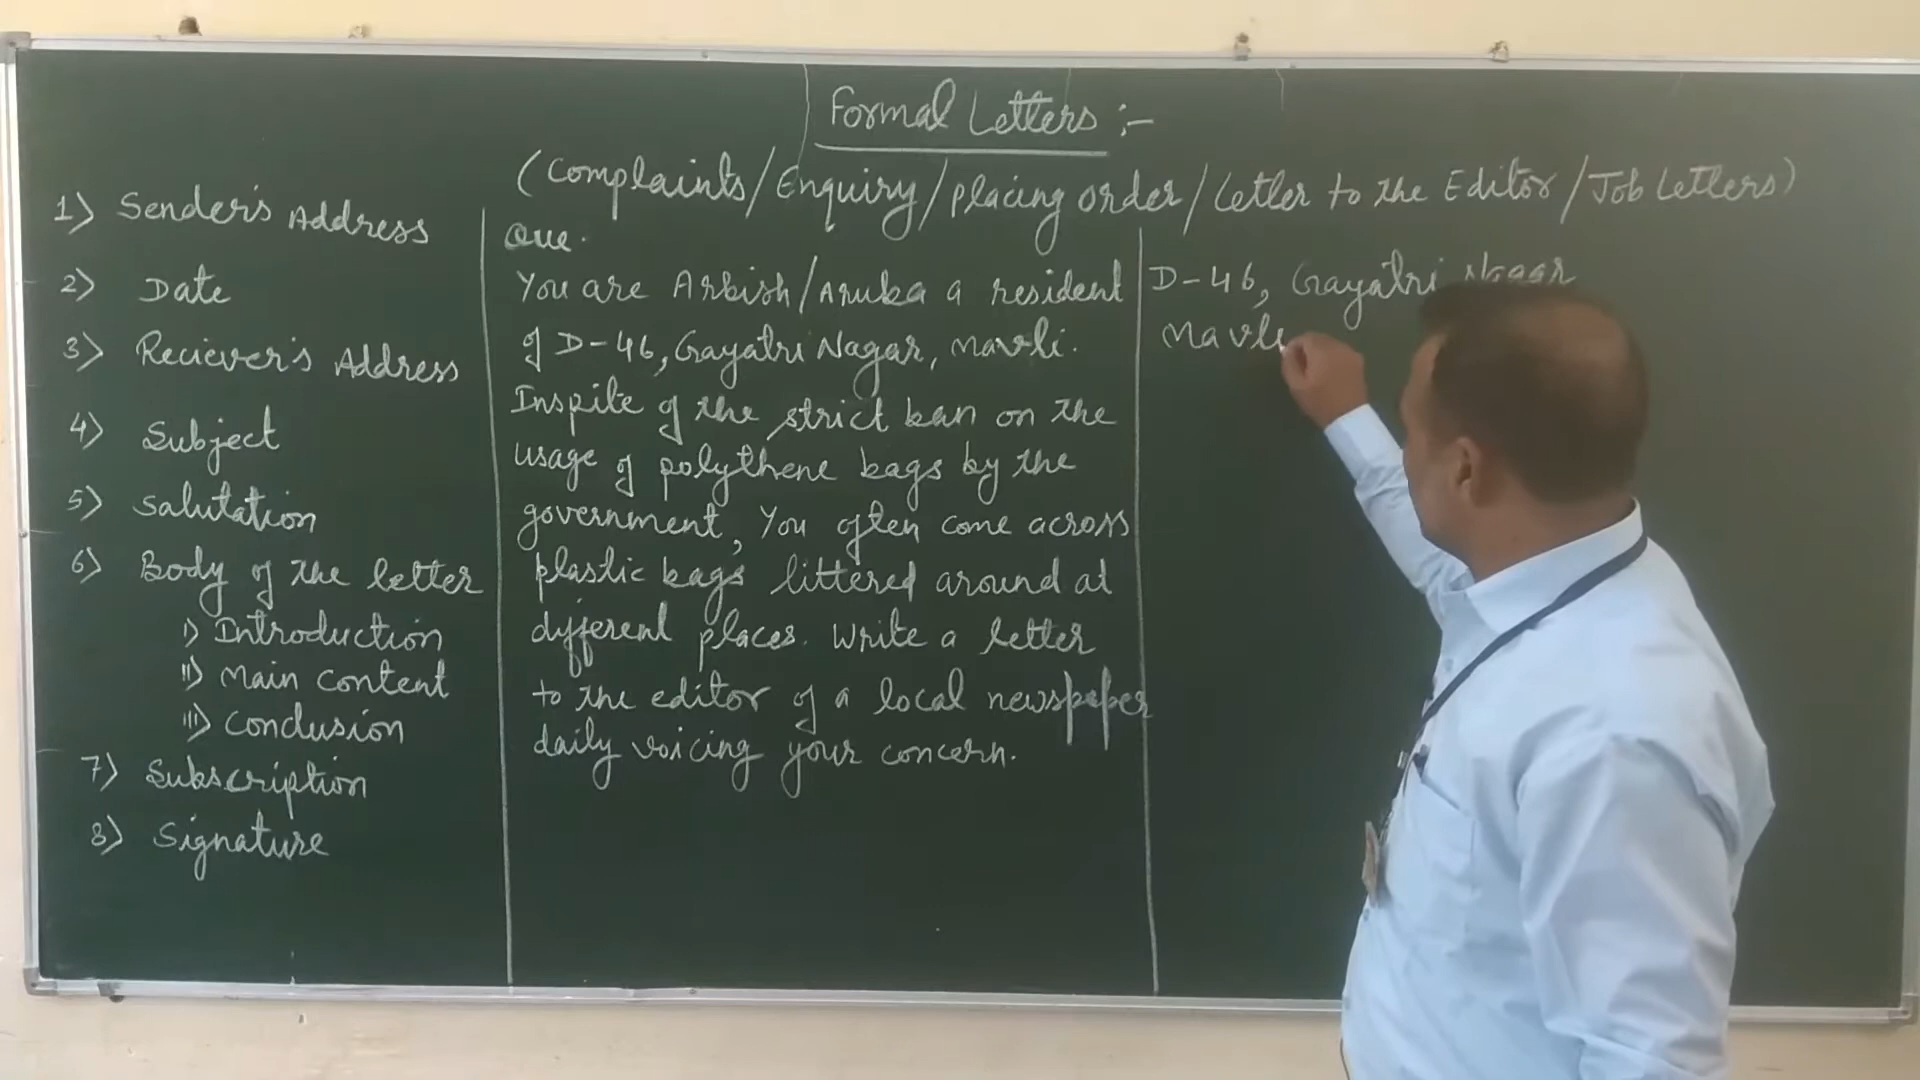 Formal Letters :-
(Complaints/Enquiry/placing order/Letter to the Editor/Job Letters)
1) Sender's Address
2) Date
3) Reciever's Address
4) Subject
5) Salutation
6) Body of the letter
i) Introduction
ii) Main content
iii) Conclusion
7) Subscription
8) Signature
Que.
You are Arbish/Aruba a resident
of D-46, Gayatri Nagar, Mavli.
Inspite of the strict ban on the
usage of polythene bags by the
government, You often come across
plastic bags littered around at
different places. Write a letter
to the editor of a local newspeper
daily voicing your concern.
D-46, Gayatri Nagar
Mavli